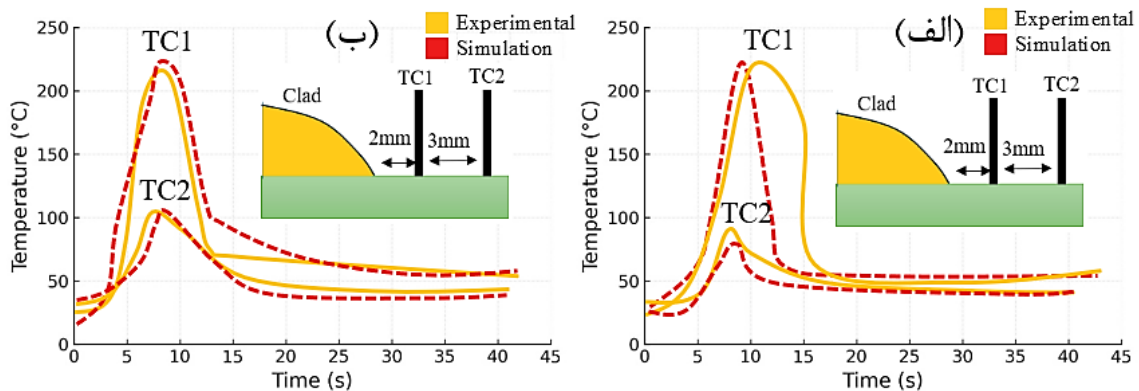 (ب)
Experimental
Simulation
TC1
TC2
TC1
TC2
Clad
2mm
3mm
Temperature (°C)
250
200
150
100
50
0
0 5 10 15 20 25 30 35 40 45
Time (s)
(الف)
Experimental
Simulation
TC1
TC2
TC1
TC2
Clad
2mm
3mm
Temperature (°C)
250
200
150
100
50
0
0 5 10 15 20 25 30 35 40 45
Time (s)